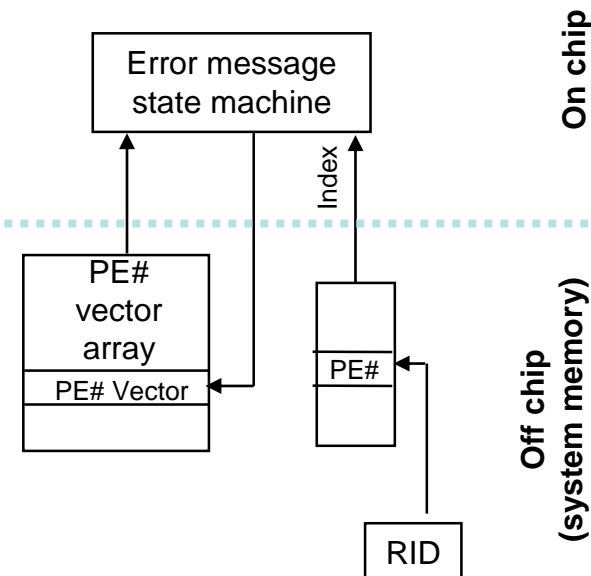 Error message
state machine
On chip
Index
PE#
vector
array
PE# Vector
PE#
Off chip
(system memory)
RID